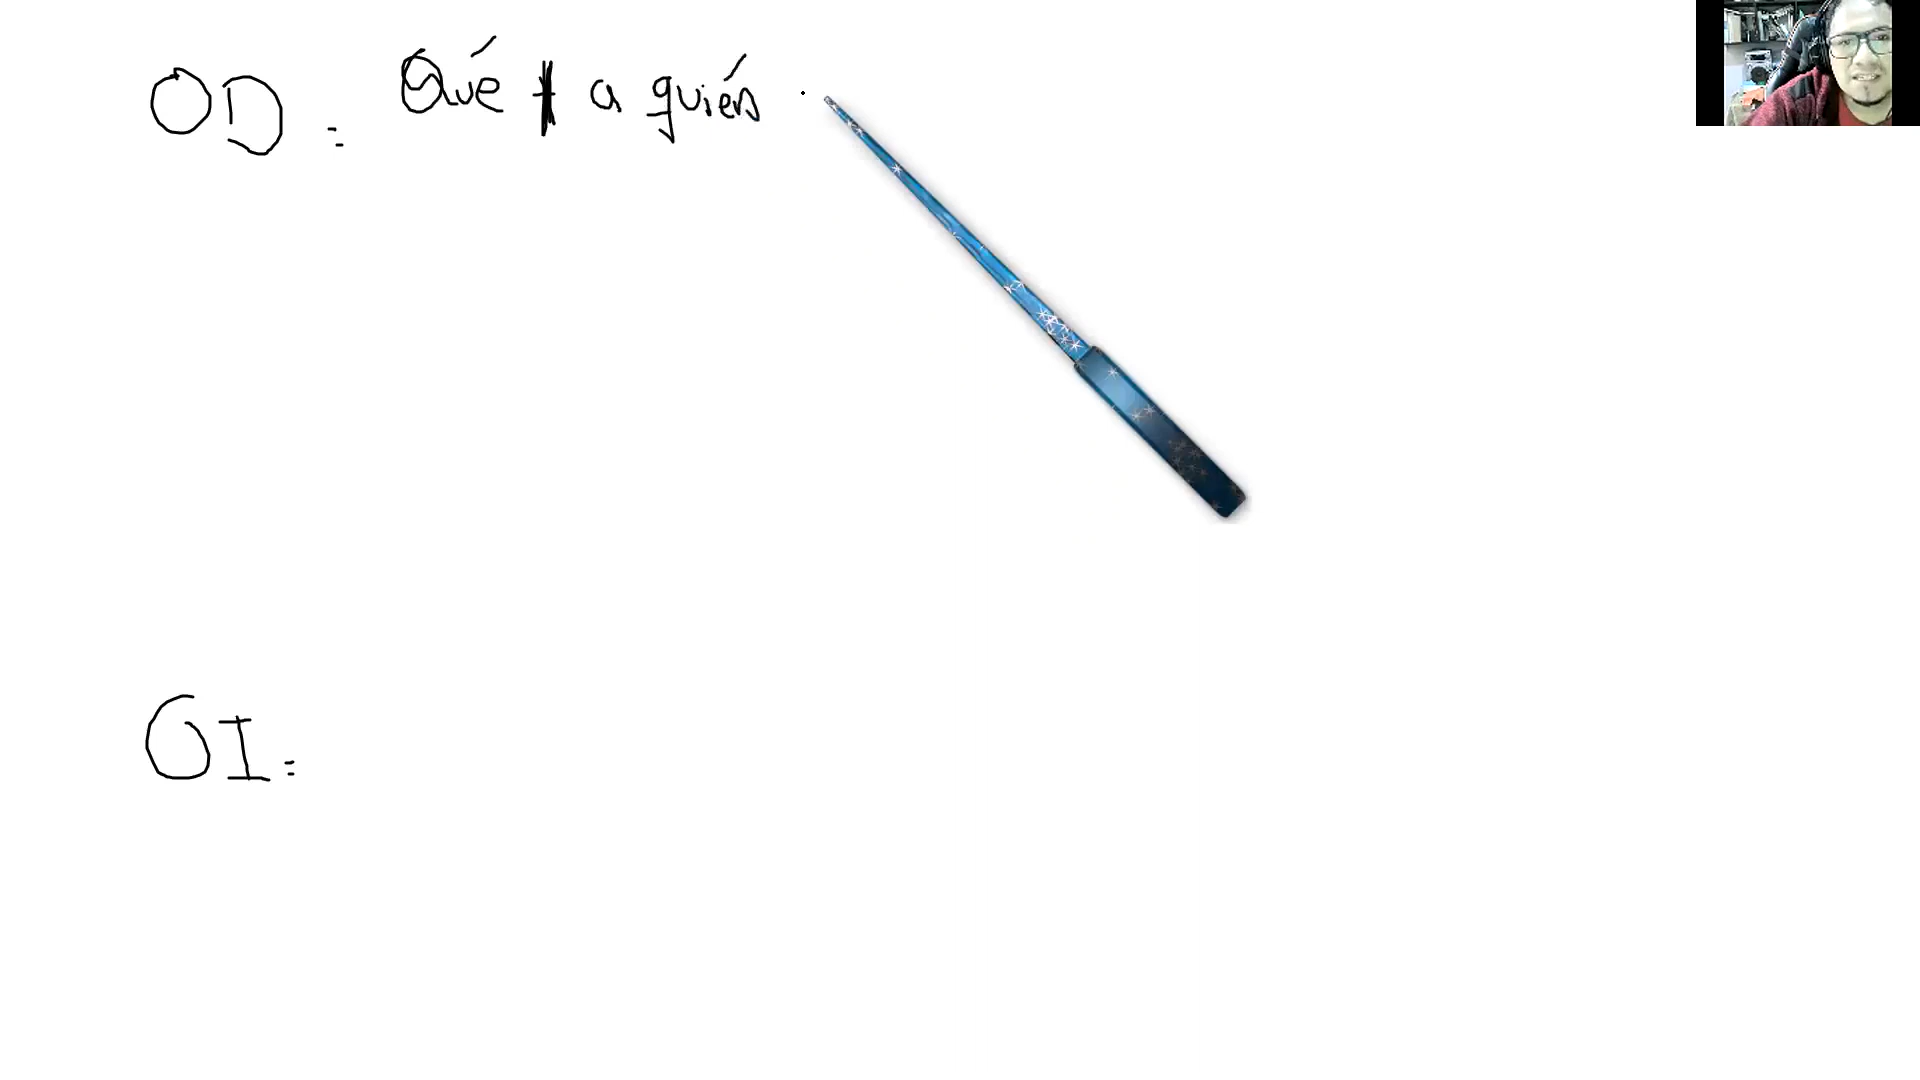 OD = Qué a quién
OI =